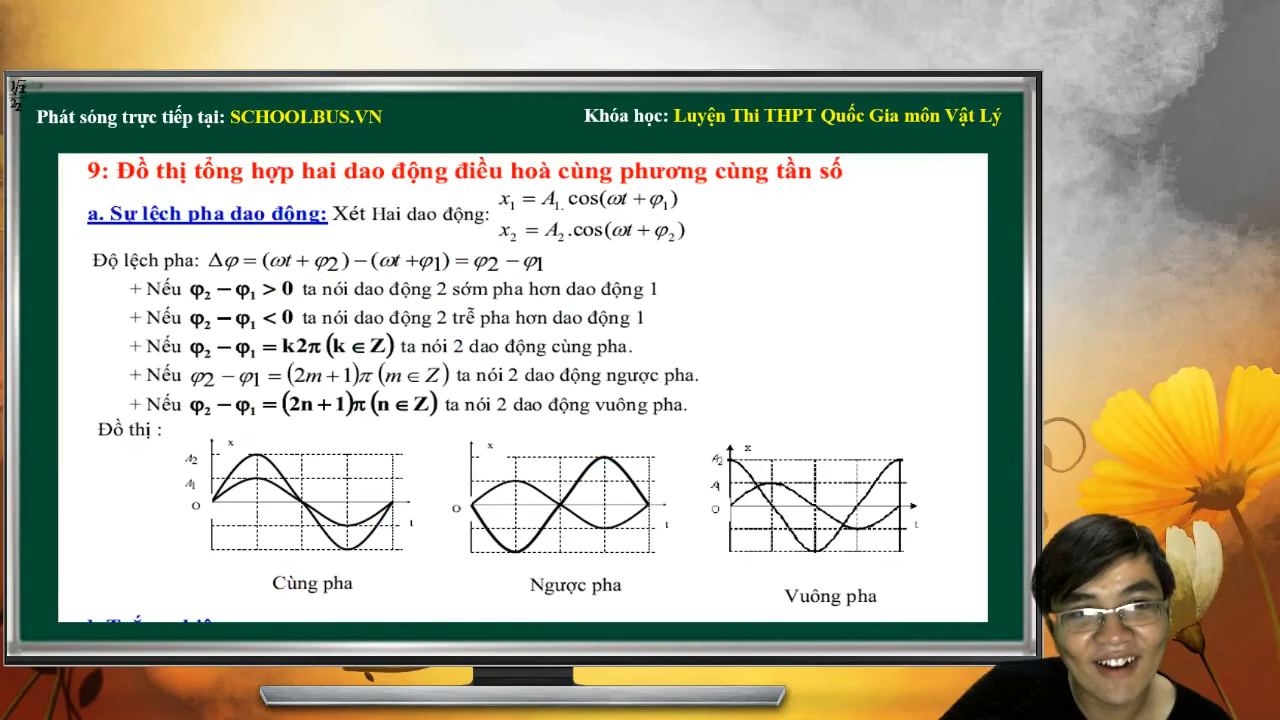 Phát sóng trực tiếp tại: SCHOOLBUS.VN
Khóa học: Luyện Thi THPT Quốc Gia môn Vật Lý
9: Đồ thị tổng hợp hai dao động điều hoà cùng phương cùng tần số
a. Sự lệch pha dao động: Xét Hai dao động:
x₁ = A₁. cos(ωt + φ₁)
x₂ = A₂ .cos(ωt + φ₂)
Độ lệch pha: Δφ = (ωt + φ2) − (ωt +φ1) = φ2 − φ1
+ Nếu φ₂ − φ₁ > 0 ta nói dao động 2 sớm pha hơn dao động 1
+ Nếu φ₂ − φ₁ < 0 ta nói dao động 2 trễ pha hơn dao động 1
+ Nếu φ₂ − φ₁ = k2π (k ∈ Z) ta nói 2 dao động cùng pha.
+ Nếu φ2 − φ1 = (2m + 1)π (m ∈ Z) ta nói 2 dao động ngược pha.
+ Nếu φ₂ − φ₁ = (2n + 1)π (n ∈ Z) ta nói 2 dao động vuông pha.
Đồ thị :
x
A2
A1
O
t
Cùng pha
x
O
t
Ngược pha
x
A2
A1
O
t
Vuông pha